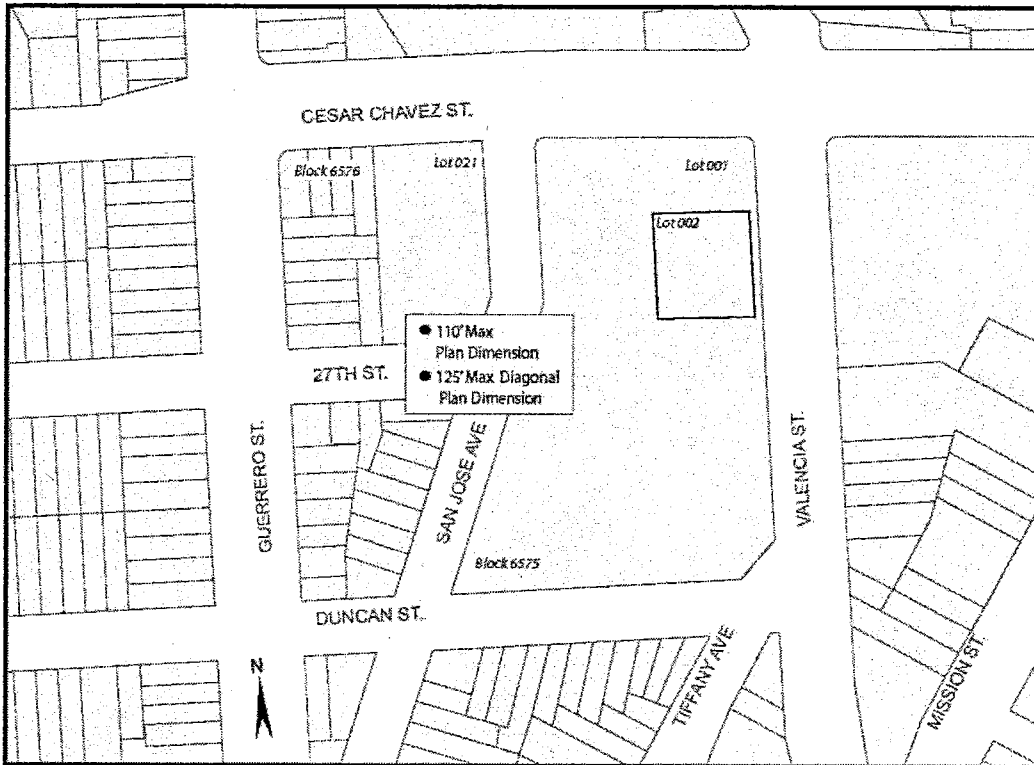 CESAR CHAVEZ ST.
Block 6576
Lot 021
Lot 001
Lot 002
● 110' Max
Plan Dimension
● 125' Max Diagonal
Plan Dimension
27TH ST.
GUERRERO ST.
SAN JOSE AVE
VALENCIA ST.
Block 6575
DUNCAN ST.
N
TIFFANY AVE
MISSION ST.